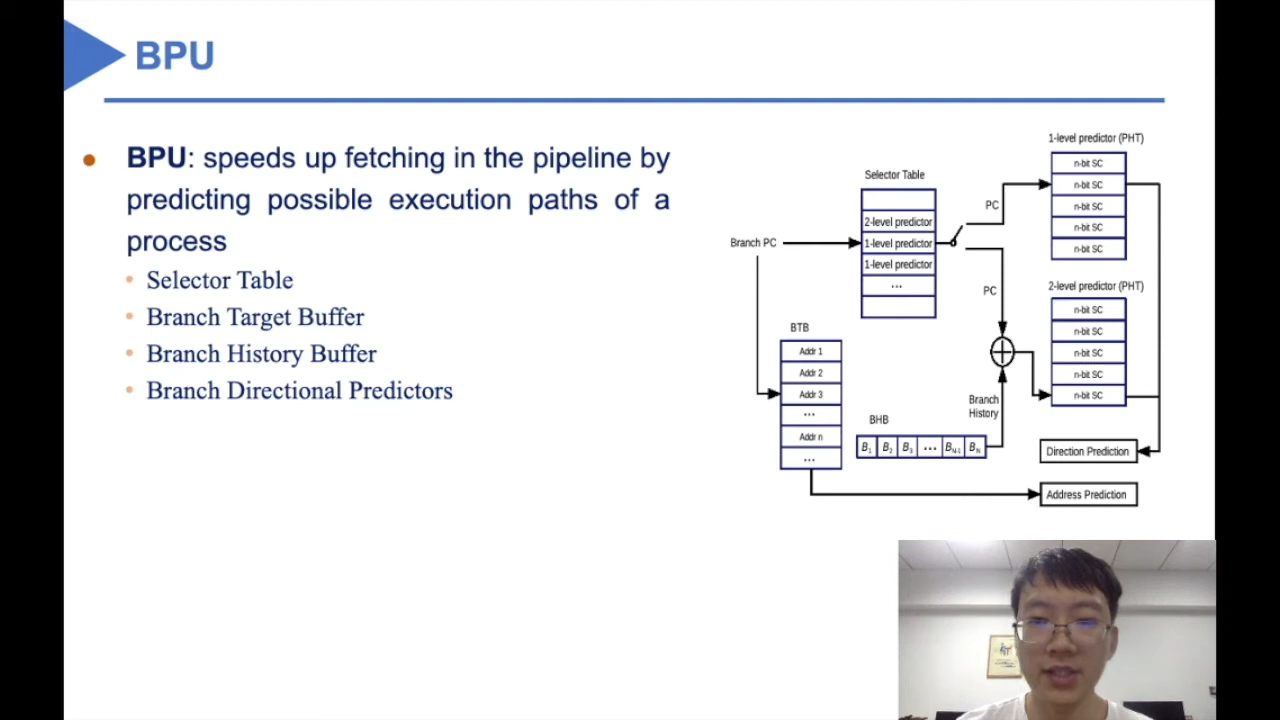 BPU
BPU: speeds up fetching in the pipeline by
predicting possible execution paths of a
process
Selector Table
Branch Target Buffer
Branch History Buffer
Branch Directional Predictors
1-level predictor (PHT)
n-bit SC
n-bit SC
n-bit SC
n-bit SC
n-bit SC
Selector Table
2-level predictor
1-level predictor
1-level predictor
...
Branch PC
PC
PC
2-level predictor (PHT)
n-bit SC
n-bit SC
n-bit SC
n-bit SC
n-bit SC
BTB
Addr 1
Addr 2
Addr 3
...
Addr n
...
Branch
History
BHB
B1 B2 B3 ... BN-1 BN
Direction Prediction
Address Prediction